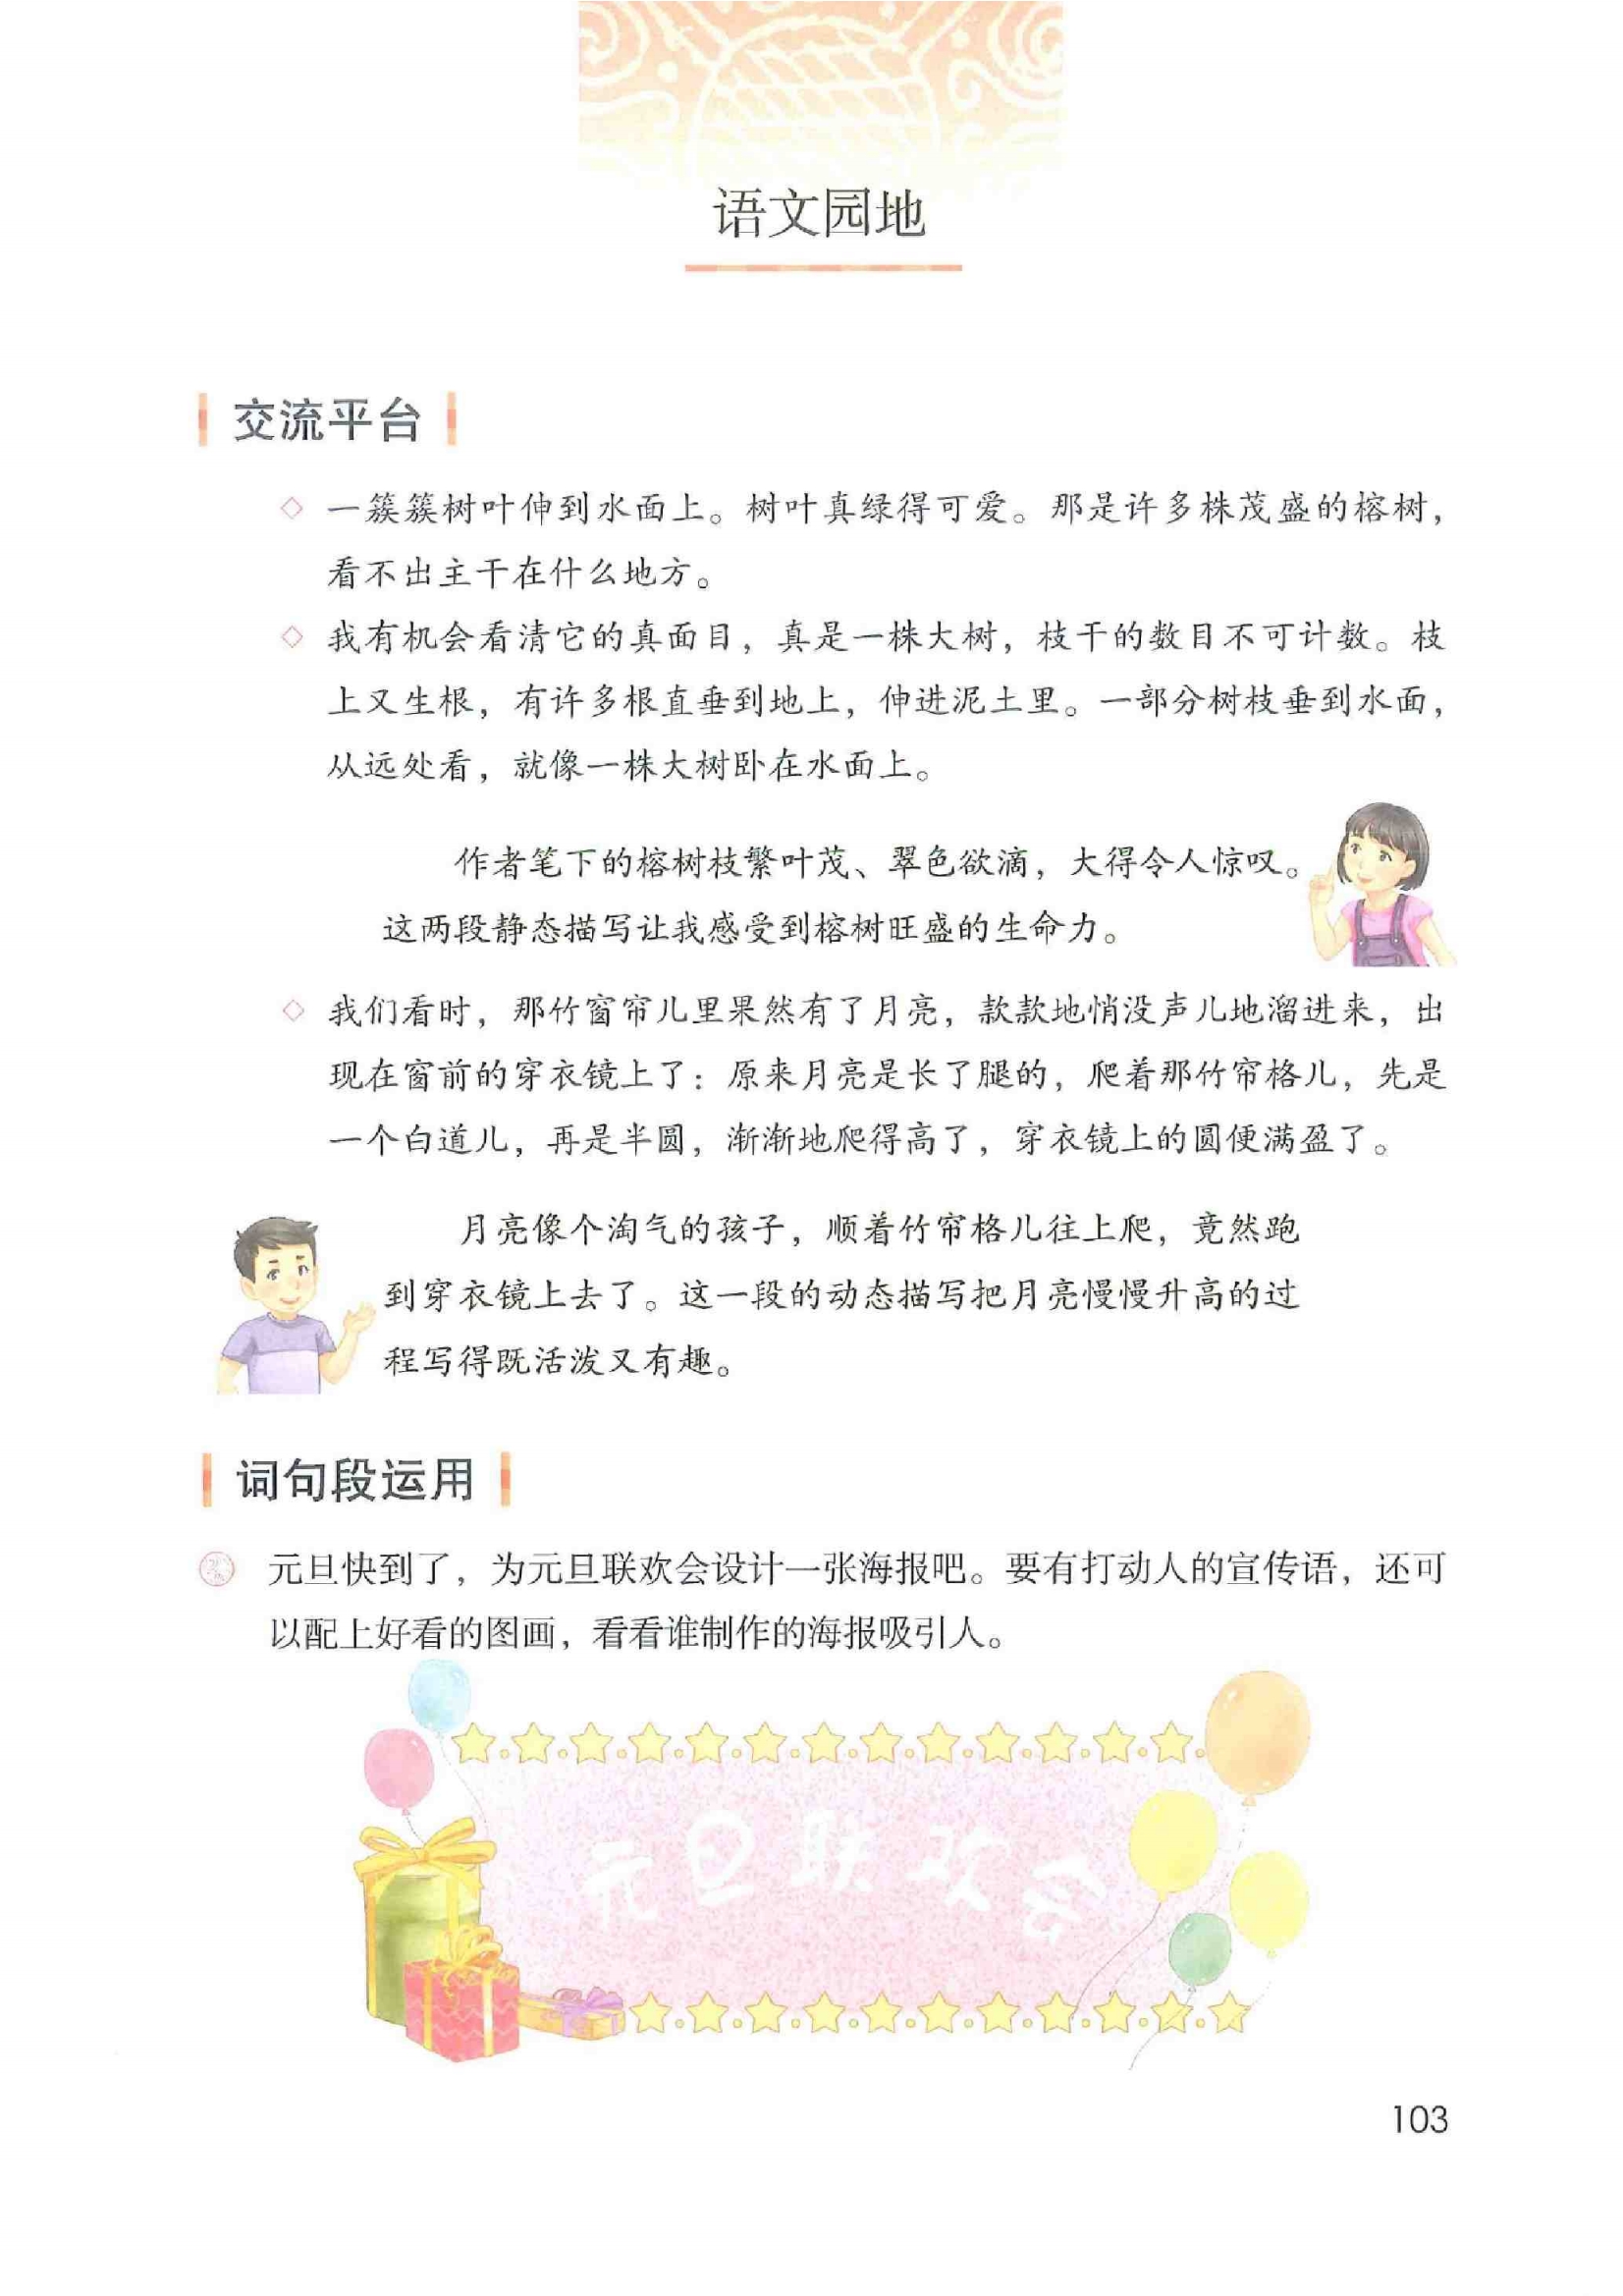 语文园地
交流平台
◇ 一簇簇树叶伸到水面上。树叶真绿得可爱。那是许多株茂盛的榕树，
看不出主干在什么地方。
◇ 我有机会看清它的真面目，真是一株大树，枝干的数目不可计数。枝
上又生根，有许多根直垂到地上，伸进泥土里。一部分树枝垂到水面，
从远处看，就像一株大树卧在水面上。
作者笔下的榕树枝繁叶茂、翠色欲滴，大得令人惊叹。
这两段静态描写让我感受到榕树旺盛的生命力。
◇ 我们看时，那竹窗帘儿里果然有了月亮，款款地悄没声儿地溜进来，出
现在窗前的穿衣镜上了：原来月亮是长了腿的，爬着那竹帘格儿，先是
一个白道儿，再是半圆，渐渐地爬得高了，穿衣镜上的圆便满盈了。
月亮像个淘气的孩子，顺着竹帘格儿往上爬，竟然跑
到穿衣镜上去了。这一段的动态描写把月亮慢慢升高的过
程写得既活泼又有趣。
词句段运用
元旦快到了，为元旦联欢会设计一张海报吧。要有打动人的宣传语，还可
以配上好看的图画，看看谁制作的海报吸引人。
元旦联欢会
103